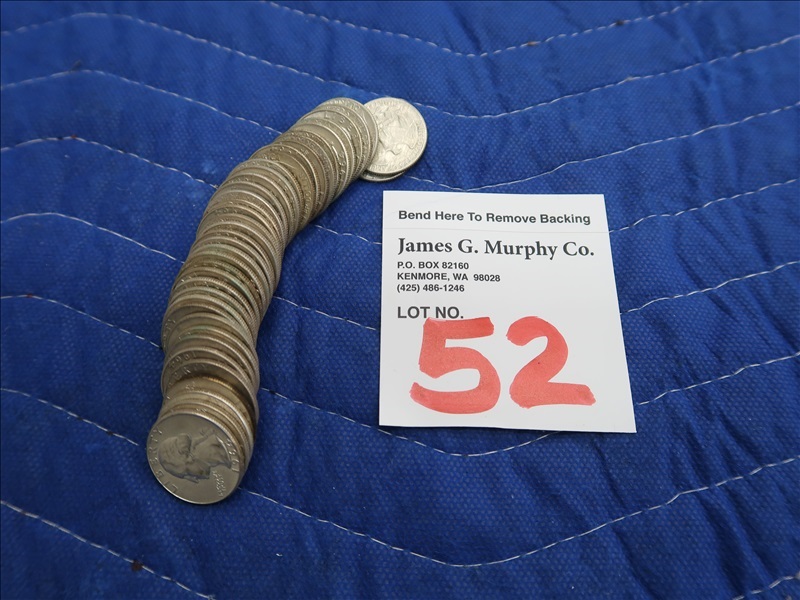 Bend Here To Remove Backing
James G. Murphy Co.
P.O. BOX 82160
KENMORE, WA 98028
(425) 486-1246
LOT NO.
52
LIBERTY